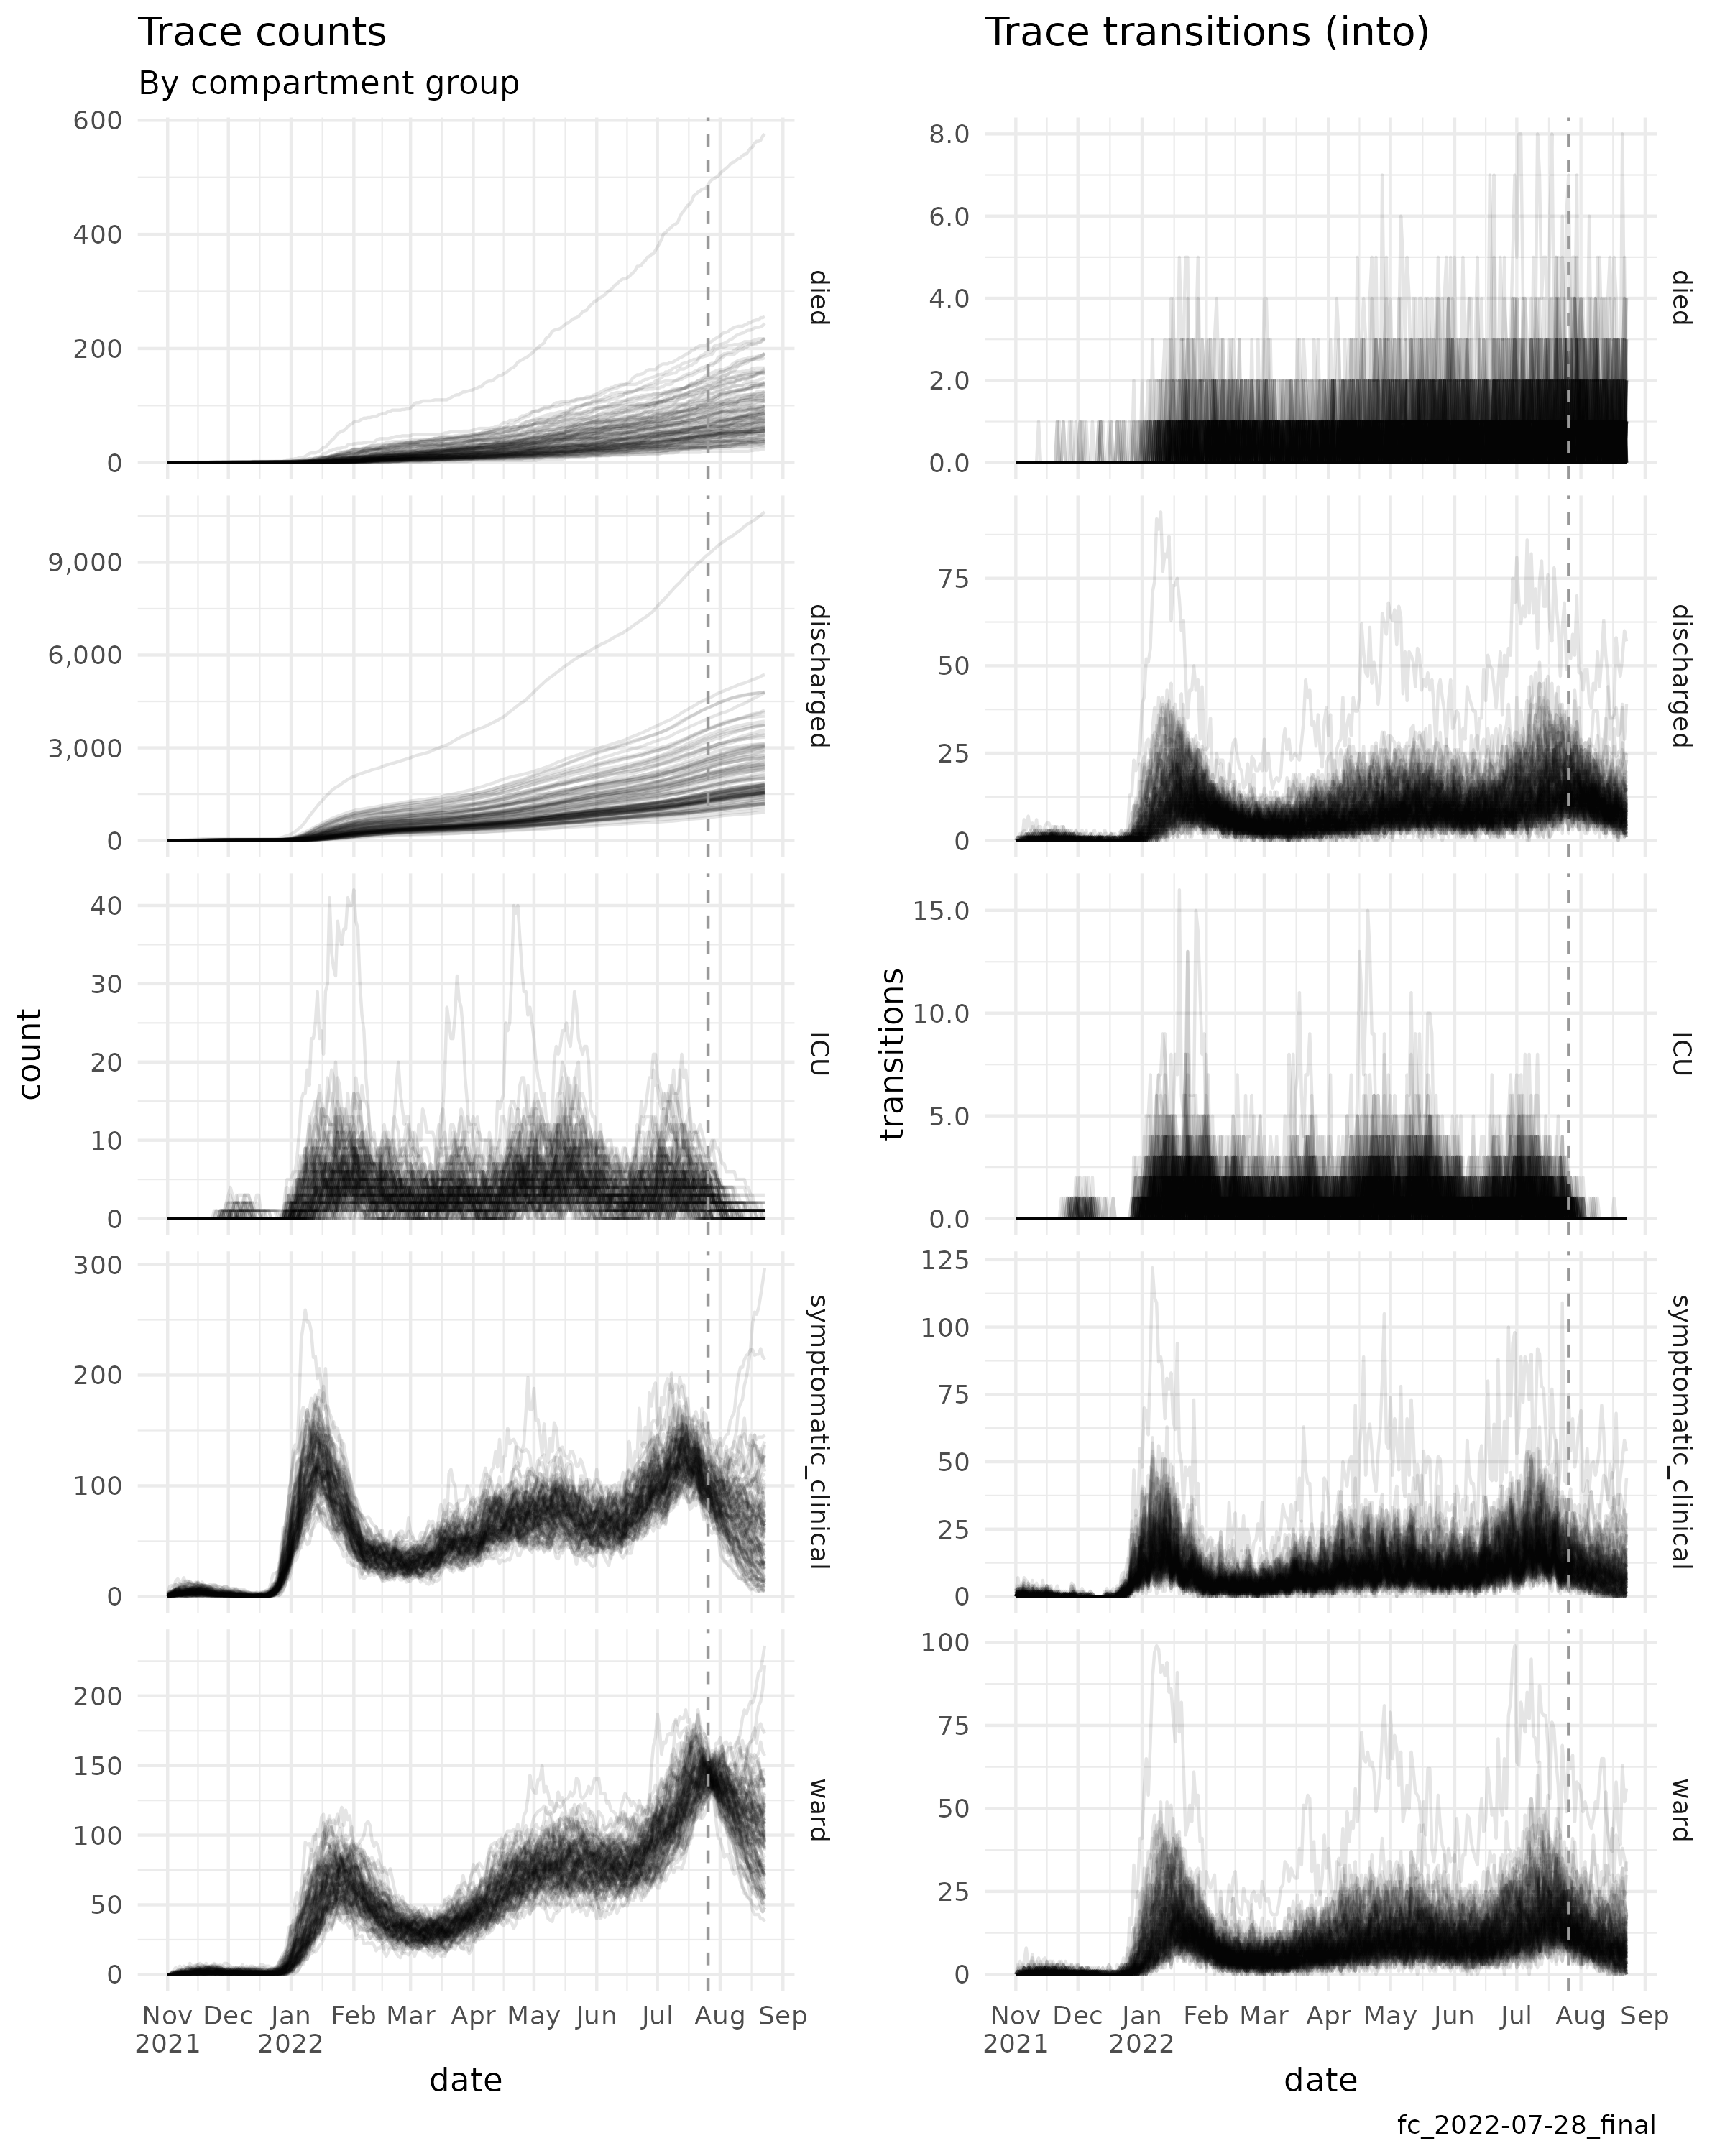 Trace counts
By compartment group
Trace transitions (into)
count
600
400
200
0
died
9,000
6,000
3,000
0
discharged
40
30
20
10
0
ICU
300
200
100
0
symptomatic_clinical
200
150
100
50
0
ward
Nov Dec Jan Feb Mar Apr May Jun Jul Aug Sep
2021 2022
date
transitions
8.0
6.0
4.0
2.0
0.0
died
75
50
25
0
discharged
15.0
10.0
5.0
0.0
ICU
125
100
75
50
25
0
symptomatic_clinical
100
75
50
25
0
ward
Nov Dec Jan Feb Mar Apr May Jun Jul Aug Sep
2021 2022
date
fc_2022-07-28_final